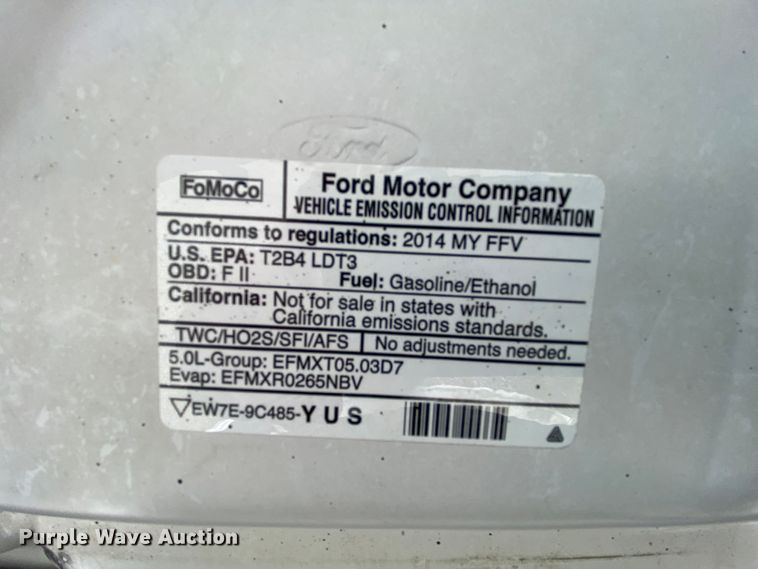 Ford
FoMoCo
Ford Motor Company
VEHICLE EMISSION CONTROL INFORMATION
Conforms to regulations: 2014 MY FFV
U.S. EPA: T2B4 LDT3
OBD: F II Fuel: Gasoline/Ethanol
California: Not for sale in states with
California emissions standards.
TWC/HO2S/SFI/AFS No adjustments needed.
5.0L-Group: EFMXT05.03D7
Evap: EFMXR0265NBV
EW7E-9C485-Y U S
Purple Wave Auction